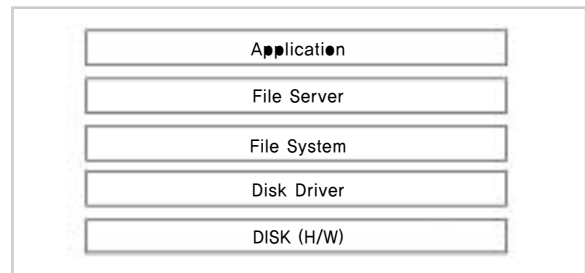 Application
File Server
File System
Disk Driver
DISK (H/W)